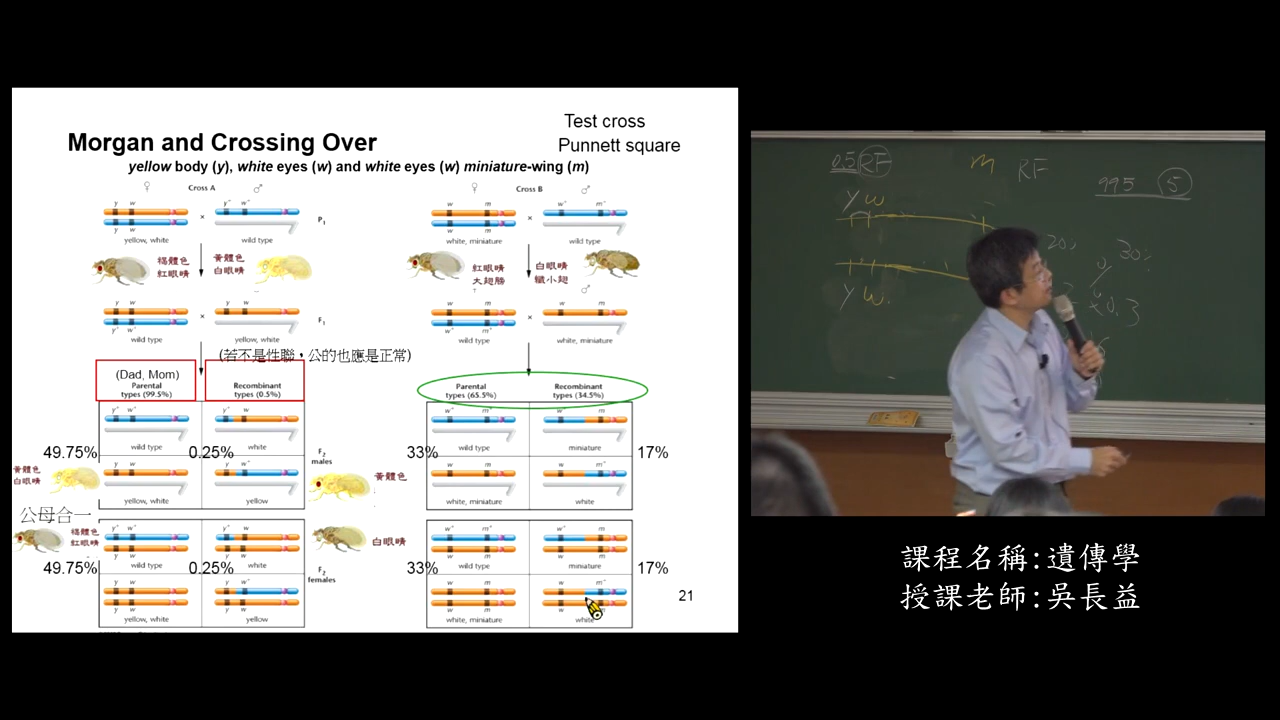 Morgan and Crossing Over
Test cross
Punnett square
yellow body (y), white eyes (w) and white eyes (w) miniature-wing (m)
♀ Cross A ♂
y w y⁺ w⁺
× P₁
y w
yellow, white wild type
褐體色
紅眼睛
黃體色
白眼睛
y w y w
× F₁
y⁺ w⁺
wild type yellow, white
(若不是性聯，公的也應是正常)
(Dad, Mom)
Parental
types (99.5%)
Recombinant
types (0.5%)
y⁺ w⁺ y⁺ w
wild type white
49.75% 0.25%
F₂
males
黃體色
白眼睛
y w y w⁺
yellow, white yellow
黃體色
公母合一
褐體色
紅眼睛
y⁺ w⁺ y⁺ w
y w y w
wild type white
白眼睛
49.75% 0.25%
F₂
females
y w y w⁺
y w y w
yellow, white yellow
♀ Cross B ♂
w m w⁺ m⁺
×
w m
white, miniature wild type
紅眼睛
大翅膀
白眼睛
纖小翅
♂
w m w m
×
w⁺ m⁺
wild type white, miniature
Parental
types (65.5%)
Recombinant
types (34.5%)
w⁺ m⁺ w⁺ m
wild type miniature
33% 17%
w m w m⁺
white, miniature white
w⁺ m⁺ w⁺ m
w m w m
wild type miniature
33% 17%
w m w m⁺
w m w m
white, miniature white
21
0.5 RF m RF
995 5
y w
20%
30%
y w.
×0.3
課程名稱:遺傳學
授課老師:吳長益